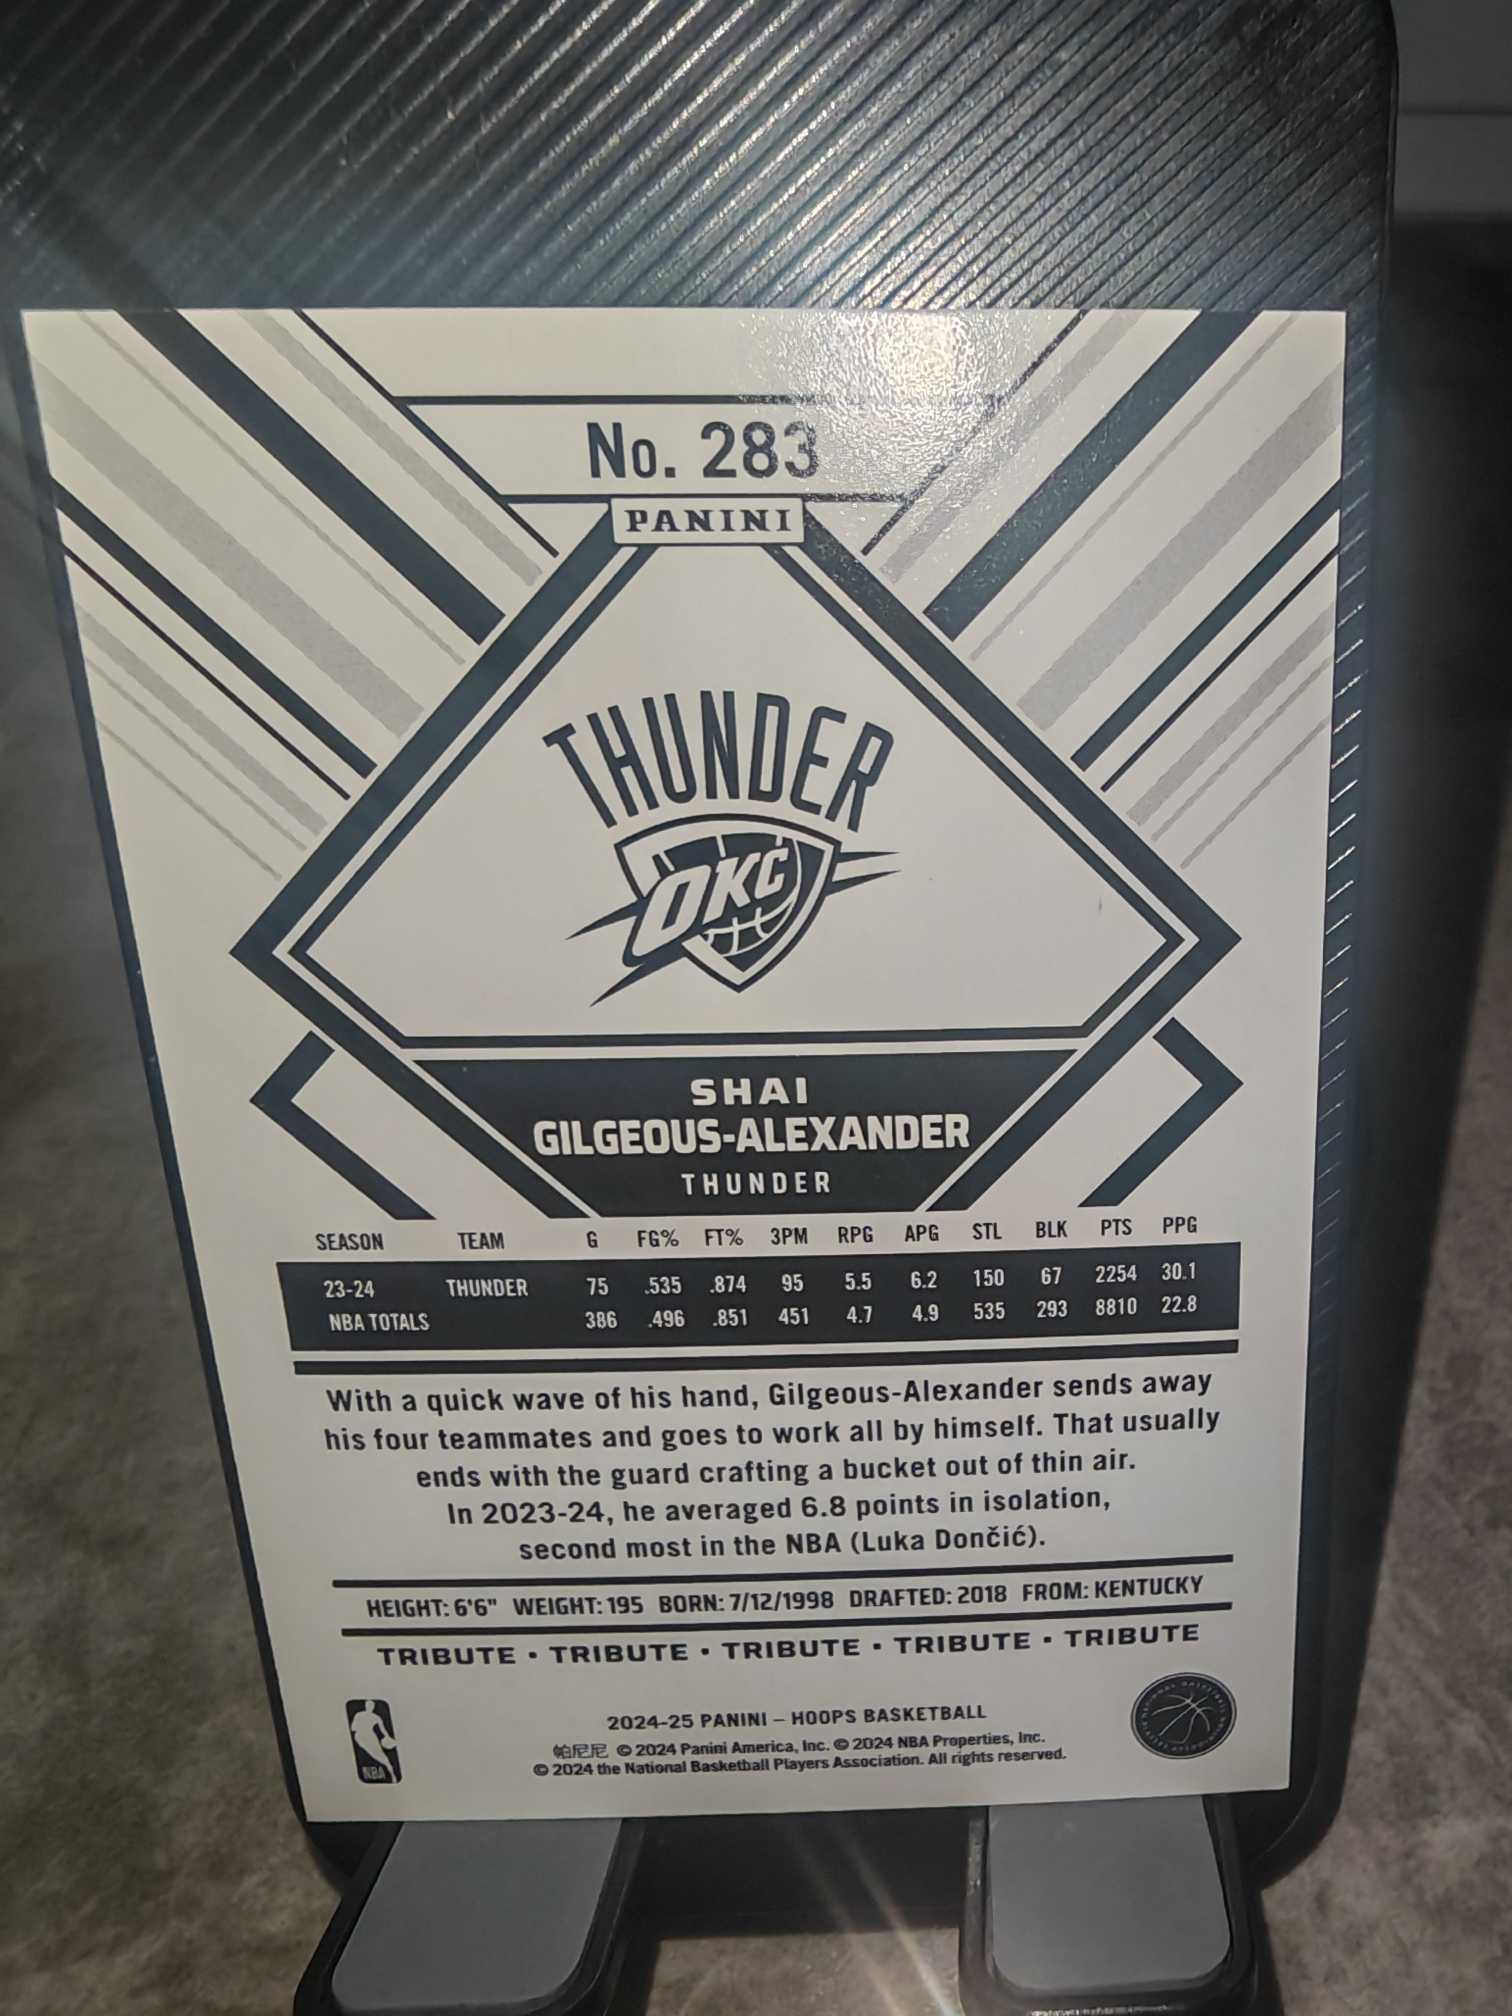 No. 283
PANINI
THUNDER
OKC
SHAI
GILGEOUS-ALEXANDER
THUNDER
SEASON TEAM G FG% FT% 3PM RPG APG STL BLK PTS PPG
23-24 THUNDER 75 .535 .874 95 5.5 6.2 150 67 2254 30.1
NBA TOTALS 386 .496 .851 451 4.7 4.9 535 293 8810 22.8
With a quick wave of his hand, Gilgeous-Alexander sends away
his four teammates and goes to work all by himself. That usually
ends with the guard crafting a bucket out of thin air.
In 2023-24, he averaged 6.8 points in isolation,
second most in the NBA (Luka Dončić).
HEIGHT: 6'6" WEIGHT: 195 BORN: 7/12/1998 DRAFTED: 2018 FROM: KENTUCKY
TRIBUTE • TRIBUTE • TRIBUTE • TRIBUTE • TRIBUTE
2024-25 PANINI – HOOPS BASKETBALL
帕尼尼 © 2024 Panini America, Inc. © 2024 NBA Properties, Inc.
© 2024 the National Basketball Players Association. All rights reserved.
NBA